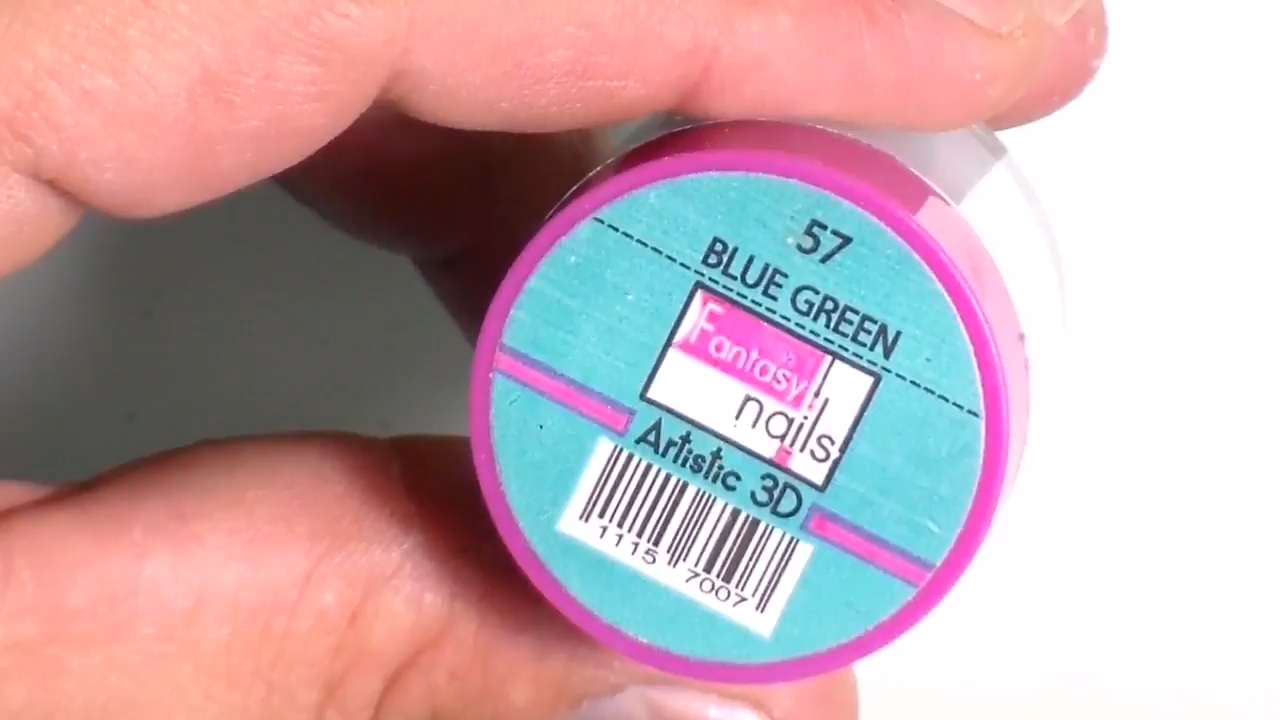 57
BLUE GREEN
Fantasy
nails
Artistic 3D
1115 7007